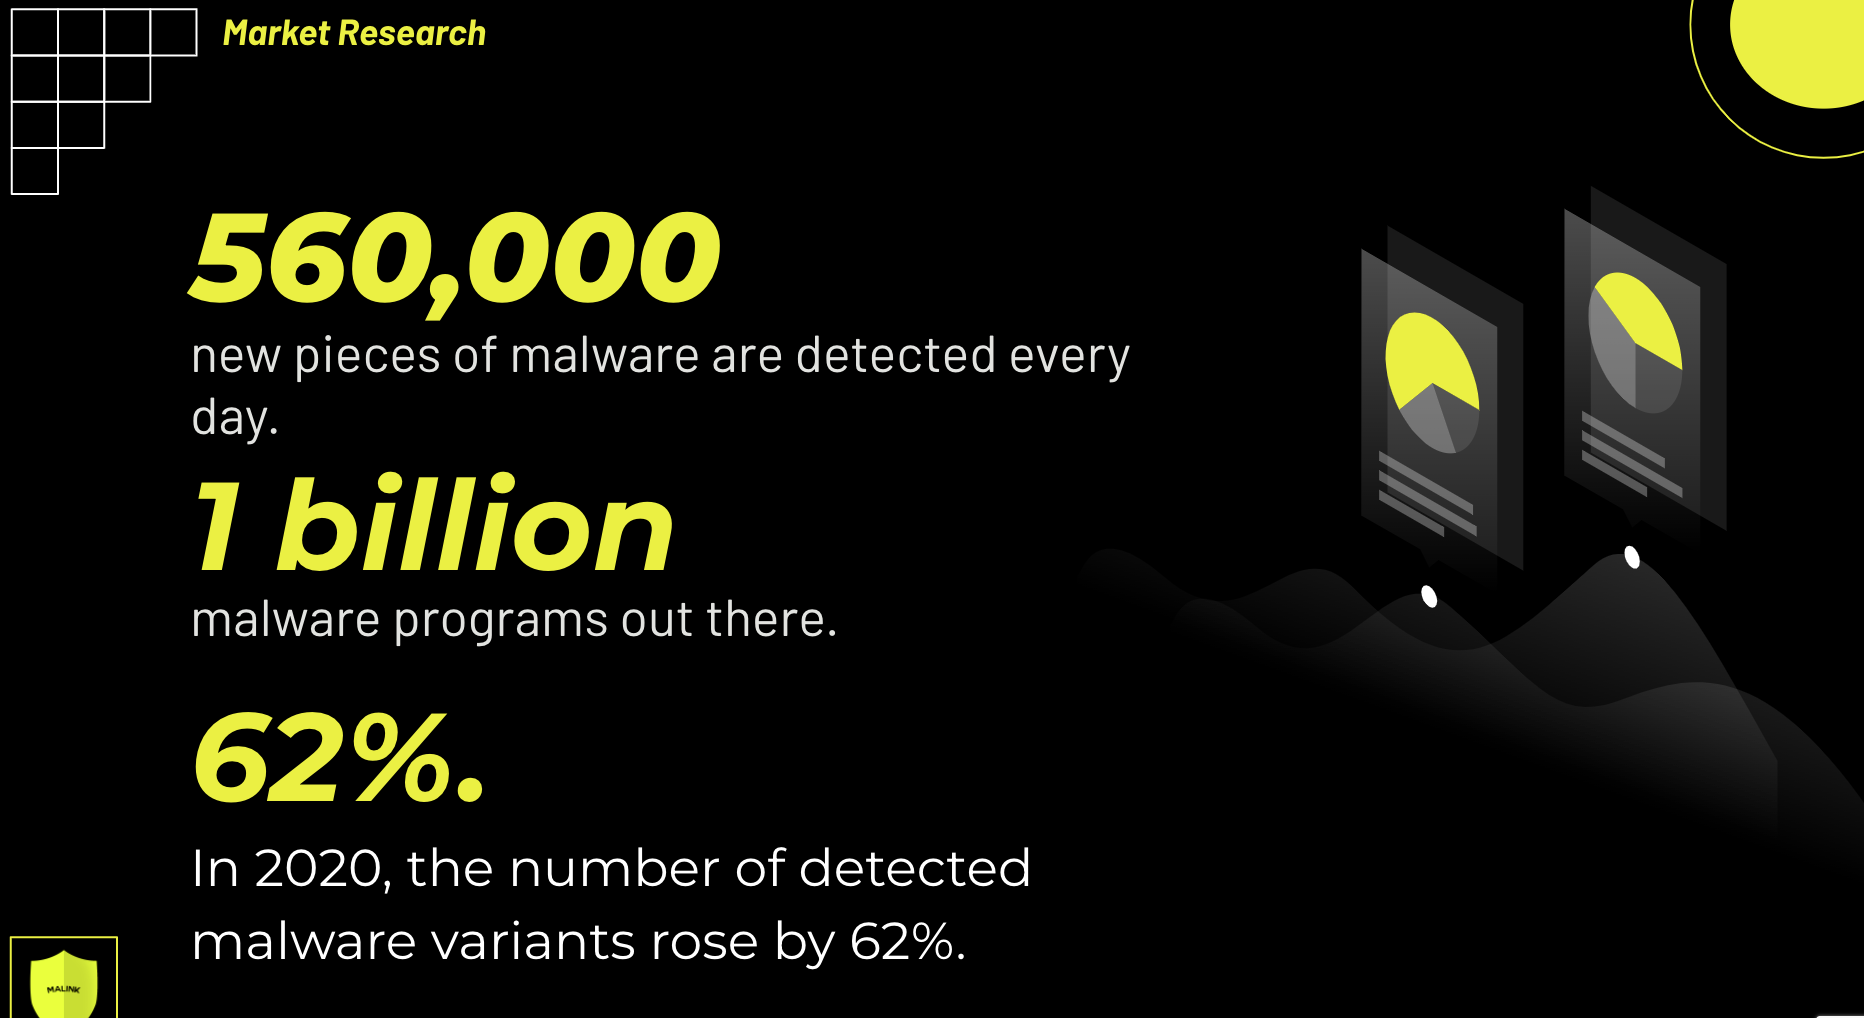 Market Research
560,000
new pieces of malware are detected every
day.
1 billion
malware programs out there.
62%.
In 2020, the number of detected
malware variants rose by 62%.
MALINK